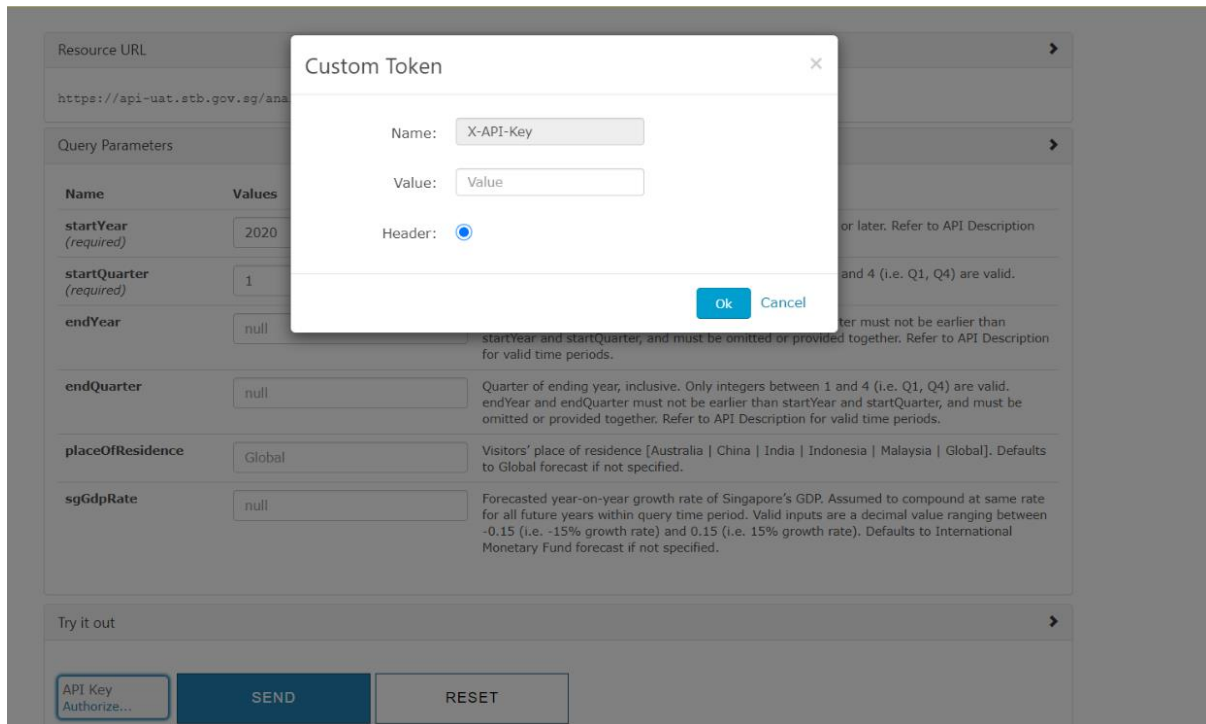 Resource URL
https://api-uat.stb.gov.sg/ana
Custom Token
×
Name: X-API-Key
Value: Value
Header:
Ok Cancel
Query Parameters
Name Values
startYear
(required)
2020
or later. Refer to API Description
startQuarter
(required)
1
and 4 (i.e. Q1, Q4) are valid.
endYear
null
ter must not be earlier than
startYear and startQuarter, and must be omitted or provided together. Refer to API Description
for valid time periods.
endQuarter
null
Quarter of ending year, inclusive. Only integers between 1 and 4 (i.e. Q1, Q4) are valid.
endYear and endQuarter must not be earlier than startYear and startQuarter, and must be
omitted or provided together. Refer to API Description for valid time periods.
placeOfResidence
Global
Visitors' place of residence [Australia | China | India | Indonesia | Malaysia | Global]. Defaults
to Global forecast if not specified.
sgGdpRate
null
Forecasted year-on-year growth rate of Singapore's GDP. Assumed to compound at same rate
for all future years within query time period. Valid inputs are a decimal value ranging between
-0.15 (i.e. -15% growth rate) and 0.15 (i.e. 15% growth rate). Defaults to International
Monetary Fund forecast if not specified.
Try it out
API Key
Authorize...
SEND
RESET